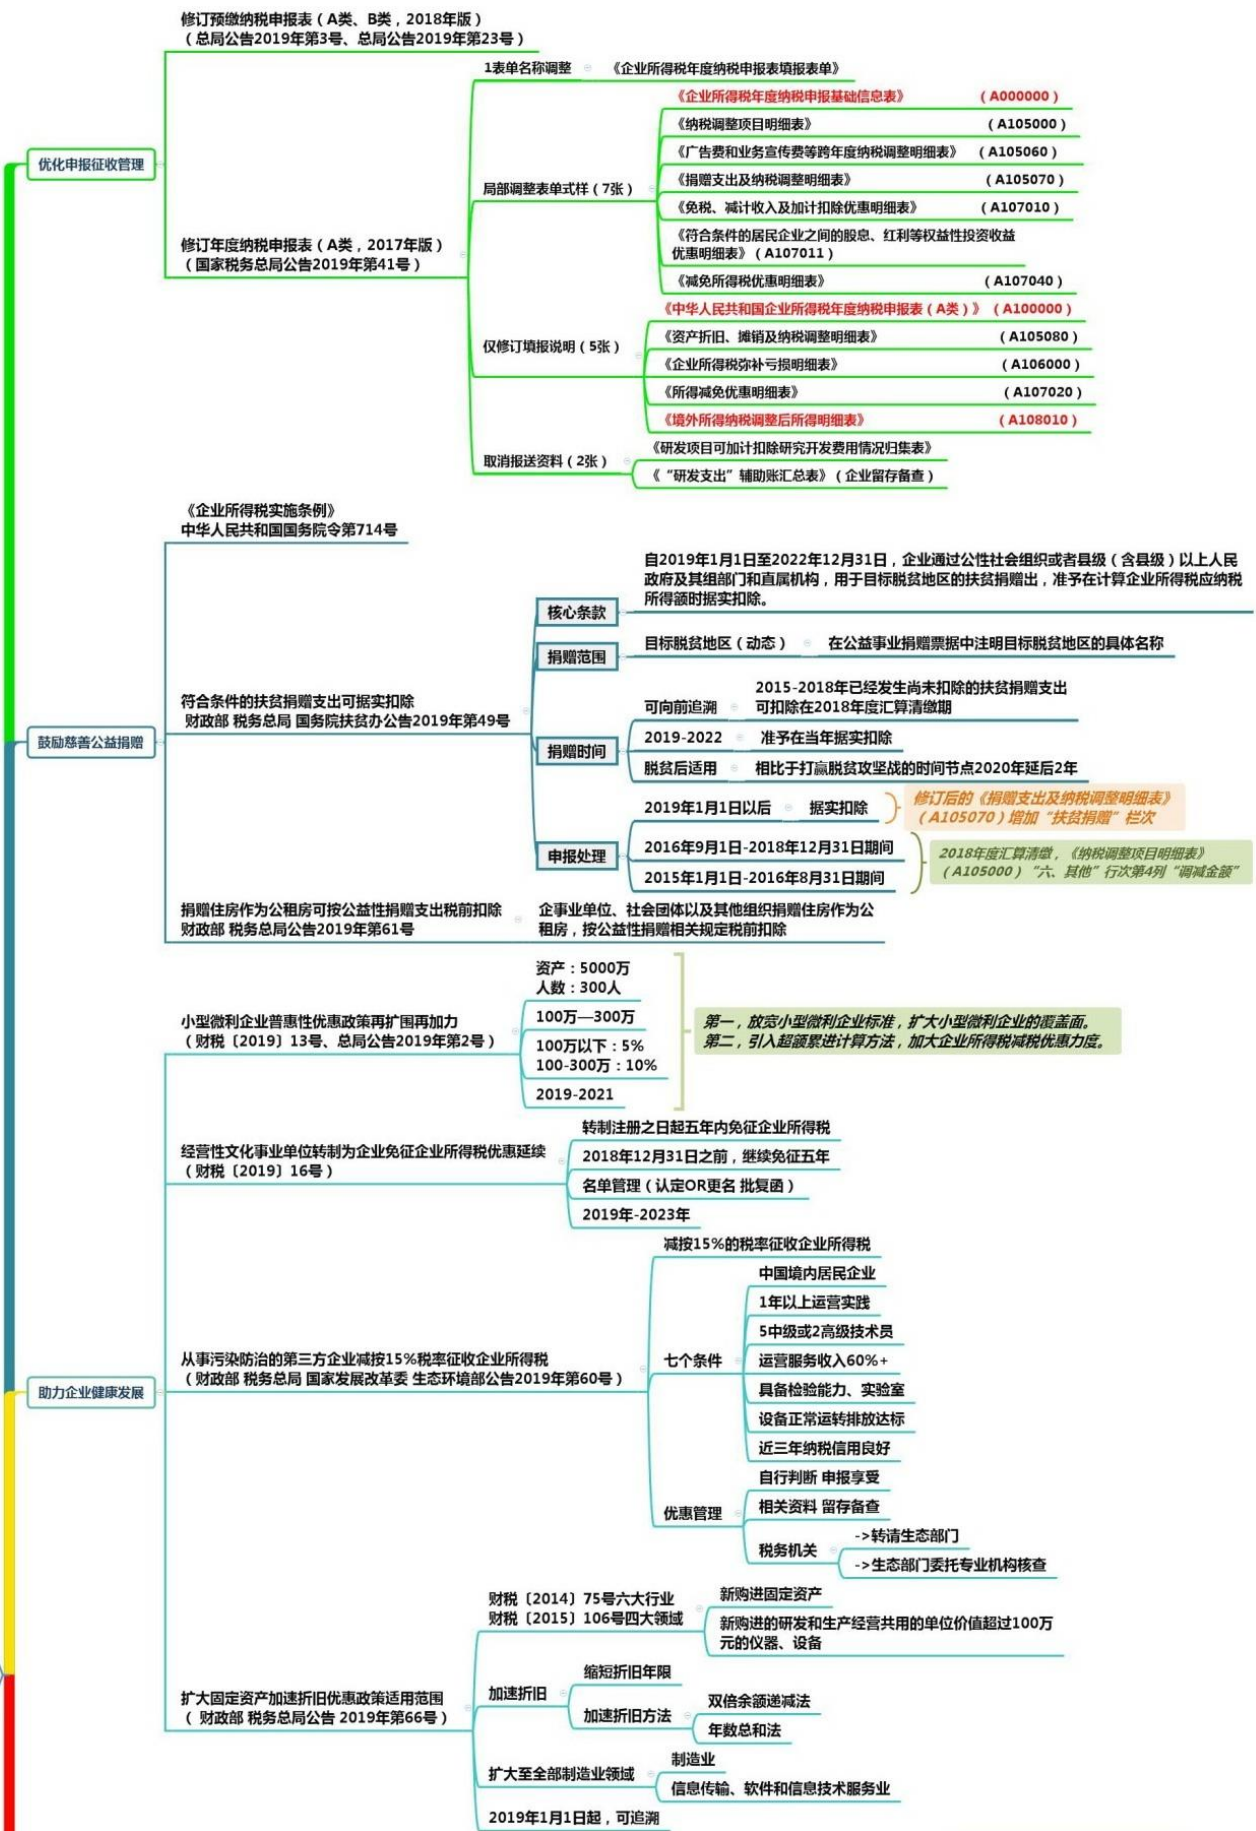 修订预缴纳税申报表（A类、B类，2018年版）
（总局公告2019年第3号、总局公告2019年第23号）
优化申报征收管理
修订年度纳税申报表（A类，2017年版）
（国家税务总局公告2019年第41号）
1表单名称调整
《企业所得税年度纳税申报表填报表单》
局部调整表单式样（7张）
《企业所得税年度纳税申报基础信息表》 （A000000）
《纳税调整项目明细表》 （A105000）
《广告费和业务宣传费等跨年度纳税调整明细表》 （A105060）
《捐赠支出及纳税调整明细表》 （A105070）
《免税、减计收入及加计扣除优惠明细表》 （A107010）
《符合条件的居民企业之间的股息、红利等权益性投资收益
优惠明细表》（A107011）
《减免所得税优惠明细表》 （A107040）
仅修订填报说明（5张）
《中华人民共和国企业所得税年度纳税申报表（A类）》（A100000）
《资产折旧、摊销及纳税调整明细表》 （A105080）
《企业所得税弥补亏损明细表》 （A106000）
《所得减免优惠明细表》 （A107020）
《境外所得纳税调整后所得明细表》 （A108010）
取消报送资料（2张）
《研发项目可加计扣除研究开发费用情况归集表》
《“研发支出”辅助账汇总表》（企业留存备查）
鼓励慈善公益捐赠
《企业所得税实施条例》
中华人民共和国国务院令第714号
符合条件的扶贫捐赠支出可据实扣除
财政部 税务总局 国务院扶贫办公告2019年第49号
核心条款
自2019年1月1日至2022年12月31日，企业通过公性社会组织或者县级（含县级）以上人民
政府及其组部门和直属机构，用于目标脱贫地区的扶贫捐赠出，准予在计算企业所得税应纳税
所得额时据实扣除。
捐赠范围
目标脱贫地区（动态）
在公益事业捐赠票据中注明目标脱贫地区的具体名称
捐赠时间
可向前追溯
2015-2018年已经发生尚未扣除的扶贫捐赠支出
可扣除在2018年度汇算清缴期
2019-2022
准予在当年据实扣除
脱贫后适用
相比于打赢脱贫攻坚战的时间节点2020年延后2年
申报处理
2019年1月1日以后
据实扣除
修订后的《捐赠支出及纳税调整明细表》
（A105070）增加“扶贫捐赠”栏次
2016年9月1日-2018年12月31日期间
2015年1月1日-2016年8月31日期间
2018年度汇算清缴，《纳税调整项目明细表》
（A105000）“六、其他”行次第4列“调减金额”
捐赠住房作为公租房可按公益性捐赠支出税前扣除
财政部 税务总局公告2019年第61号
企事业单位、社会团体以及其他组织捐赠住房作为公
租房，按公益性捐赠相关规定税前扣除
助力企业健康发展
小型微利企业普惠性优惠政策再扩围再加力
（财税〔2019〕13号、总局公告2019年第2号）
资产：5000万
人数：300人
100万—300万
100万以下：5%
100-300万：10%
2019-2021
第一，放宽小型微利企业标准，扩大小型微利企业的覆盖面。
第二，引入超额累进计算方法，加大企业所得税减税优惠力度。
经营性文化事业单位转制为企业免征企业所得税优惠延续
（财税〔2019〕16号）
转制注册之日起五年内免征企业所得税
2018年12月31日之前，继续免征五年
名单管理（认定OR更名 批复函）
2019年-2023年
从事污染防治的第三方企业减按15%税率征收企业所得税
（财政部 税务总局 国家发展改革委 生态环境部公告2019年第60号）
减按15%的税率征收企业所得税
七个条件
中国境内居民企业
1年以上运营实践
5中级或2高级技术员
运营服务收入60%+
具备检验能力、实验室
设备正常运转排放达标
近三年纳税信用良好
优惠管理
自行判断 申报享受
相关资料 留存备查
税务机关
->转请生态部门
->生态部门委托专业机构核查
扩大固定资产加速折旧优惠政策适用范围
（ 财政部 税务总局公告 2019年第66号）
财税〔2014〕75号六大行业
财税〔2015〕106号四大领域
新购进固定资产
新购进的研发和生产经营共用的单位价值超过100万
元的仪器、设备
加速折旧
缩短折旧年限
加速折旧方法
双倍余额递减法
年数总和法
扩大至全部制造业领域
制造业
信息传输、软件和信息技术服务业
2019年1月1日起，可追溯